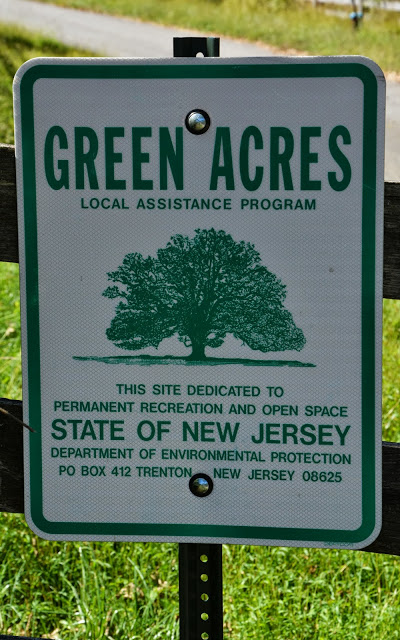 GREEN ACRES
LOCAL ASSISTANCE PROGRAM
THIS SITE DEDICATED TO
PERMANENT RECREATION AND OPEN SPACE
STATE OF NEW JERSEY
DEPARTMENT OF ENVIRONMENTAL PROTECTION
PO BOX 412 TRENTON NEW JERSEY 08625